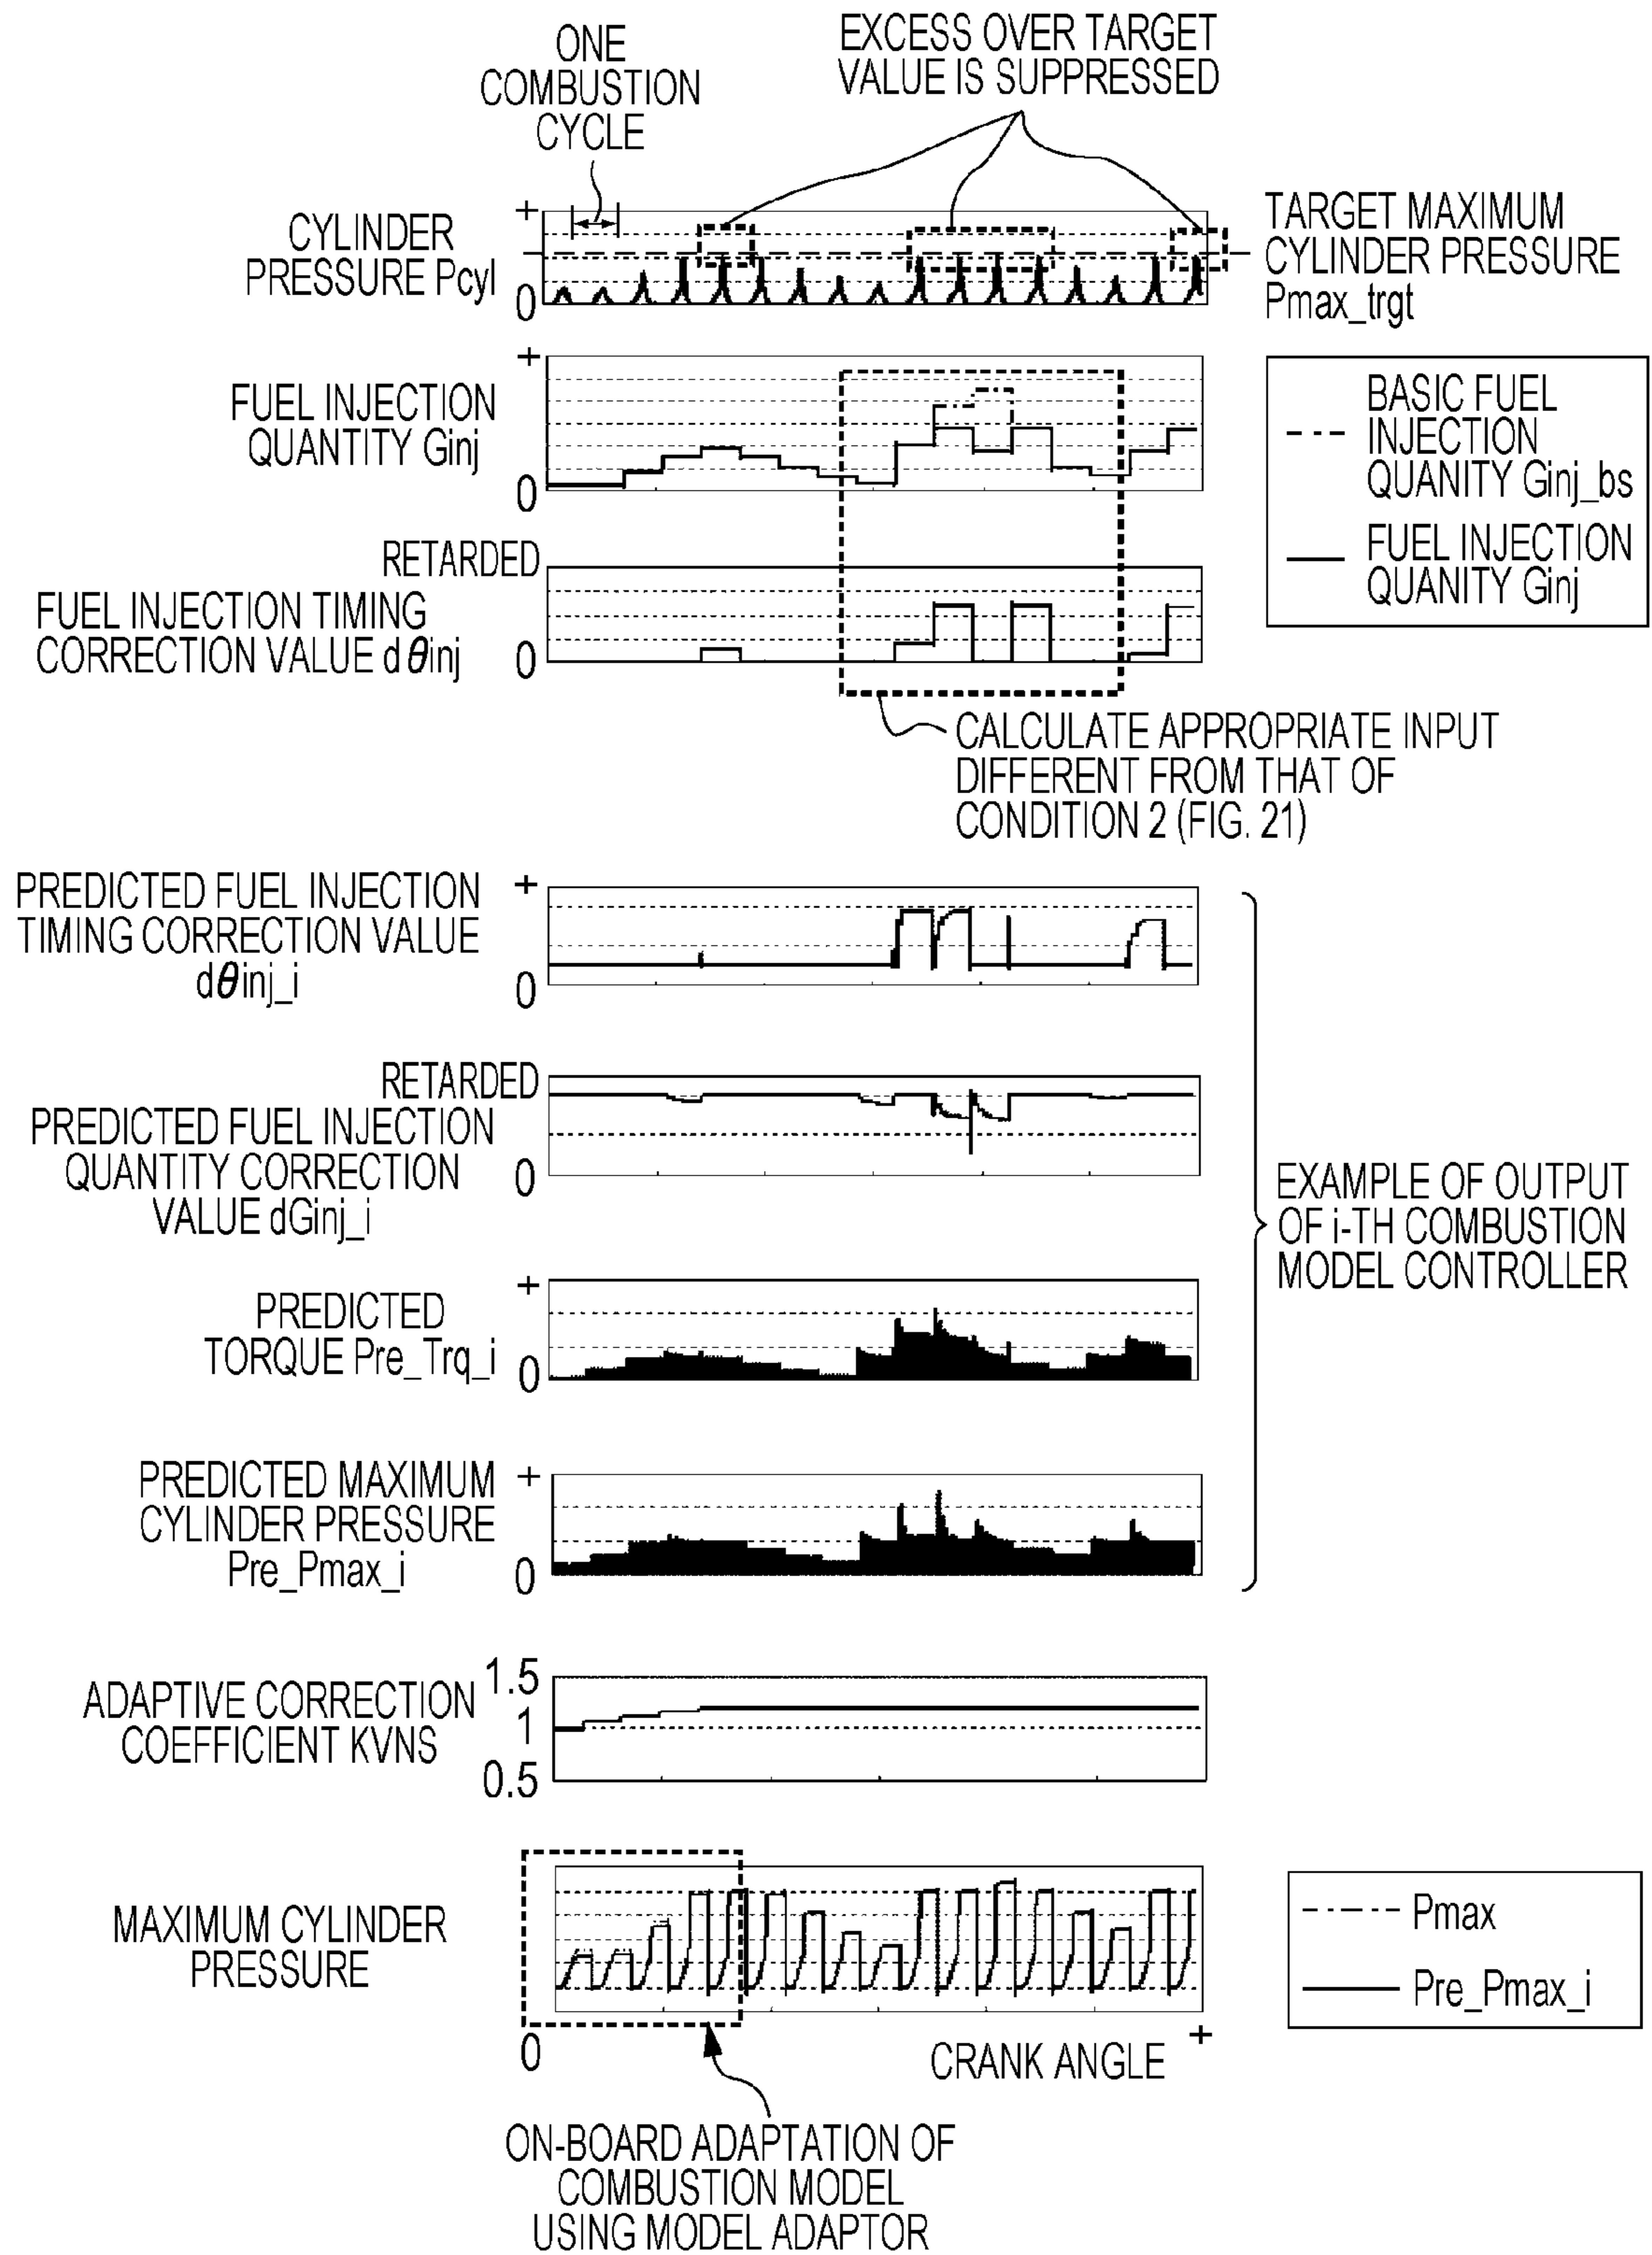 ONE
COMBUSTION
CYCLE
EXCESS OVER TARGET
VALUE IS SUPPRESSED
CYLINDER
PRESSURE Pcyl
+
0
TARGET MAXIMUM
CYLINDER PRESSURE
Pmax_trgt
FUEL INJECTION
QUANTITY Ginj
+
0
BASIC FUEL
INJECTION
QUANITY Ginj_bs
FUEL INJECTION
QUANITY Ginj
RETARDED
FUEL INJECTION TIMING
CORRECTION VALUE dθinj
0
CALCULATE APPROPRIATE INPUT
DIFFERENT FROM THAT OF
CONDITION 2 (FIG. 21)
PREDICTED FUEL INJECTION
TIMING CORRECTION VALUE
dθinj_i
+
0
RETARDED
PREDICTED FUEL INJECTION
QUANTITY CORRECTION
VALUE dGinj_i
0
EXAMPLE OF OUTPUT
OF i-TH COMBUSTION
MODEL CONTROLLER
PREDICTED
TORQUE Pre_Trq_i
+
0
PREDICTED MAXIMUM
CYLINDER PRESSURE
Pre_Pmax_i
+
0
ADAPTIVE CORRECTION
COEFFICIENT KVNS
1.5
1
0.5
MAXIMUM CYLINDER
PRESSURE
Pmax
Pre_Pmax_i
0
CRANK ANGLE
+
ON-BOARD ADAPTATION OF
COMBUSTION MODEL
USING MODEL ADAPTOR